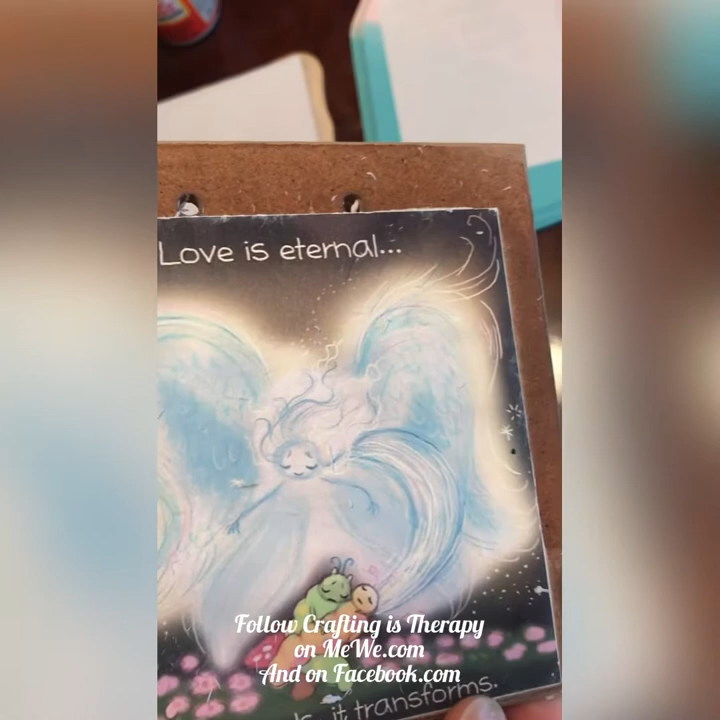 Love is eternal...
Follow Crafting is Therapy
on MeWe.com
And on Facebook.com
it transforms.